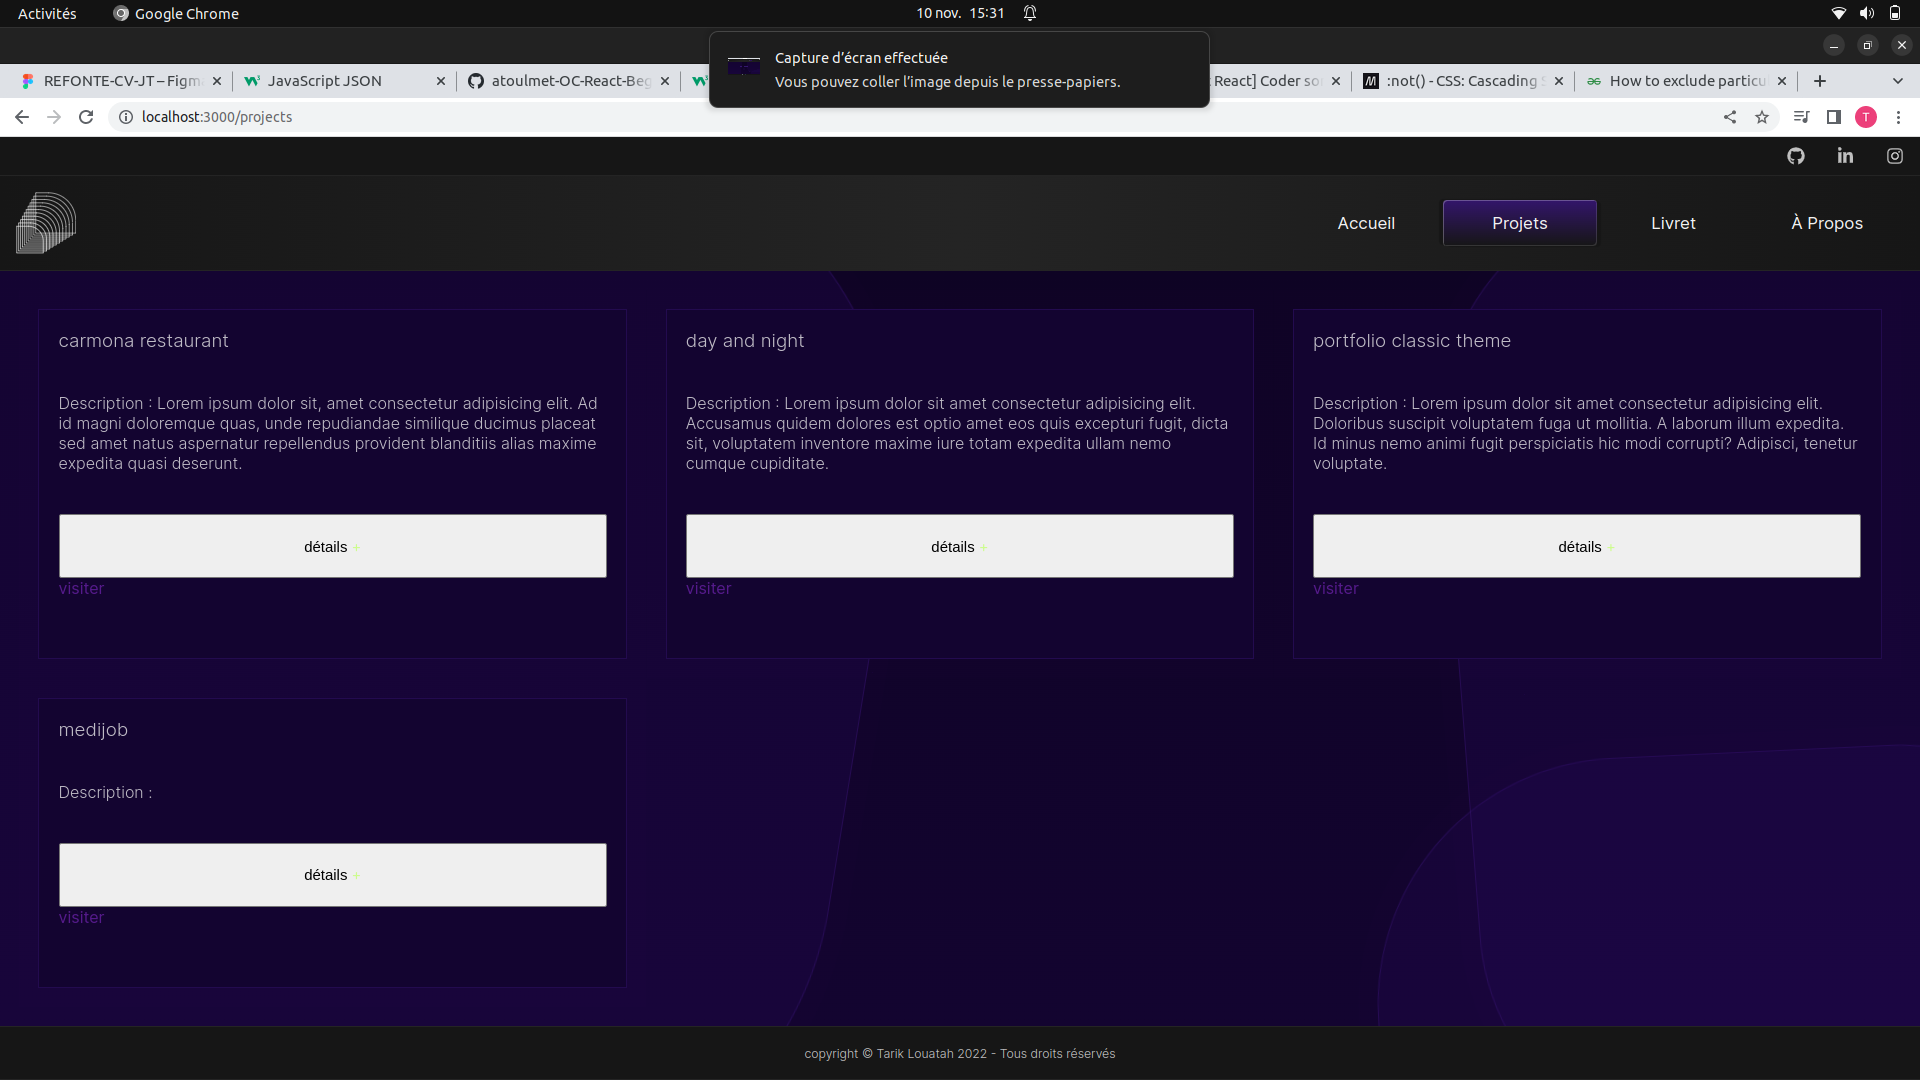 Activités
Google Chrome
10 nov. 15:31
Capture d'écran effectuée
Vous pouvez coller l'image depuis le presse-papiers.
REFONTE-CV-JT – Figm
JavaScript JSON
atoulmet-OC-React-Beg
React] Coder so
:not() - CSS: Cascading S
How to exclude particu
localhost:3000/projects
T
Accueil
Projets
Livret
À Propos
carmona restaurant
Description : Lorem ipsum dolor sit, amet consectetur adipisicing elit. Ad
id magni doloremque quas, unde repudiandae similique ducimus placeat
sed amet natus aspernatur repellendus provident blanditiis alias maxime
expedita quasi deserunt.
détails +
visiter
day and night
Description : Lorem ipsum dolor sit amet consectetur adipisicing elit.
Accusamus quidem dolores est optio amet eos quis excepturi fugit, dicta
sit, voluptatem inventore maxime iure totam expedita ullam nemo
cumque cupiditate.
détails +
visiter
portfolio classic theme
Description : Lorem ipsum dolor sit amet consectetur adipisicing elit.
Doloribus suscipit voluptatem fuga ut mollitia. A laborum illum expedita.
Id minus nemo animi fugit perspiciatis hic modi corrupti? Adipisci, tenetur
voluptate.
détails +
visiter
medijob
Description :
détails +
visiter
copyright © Tarik Louatah 2022 - Tous droits réservés